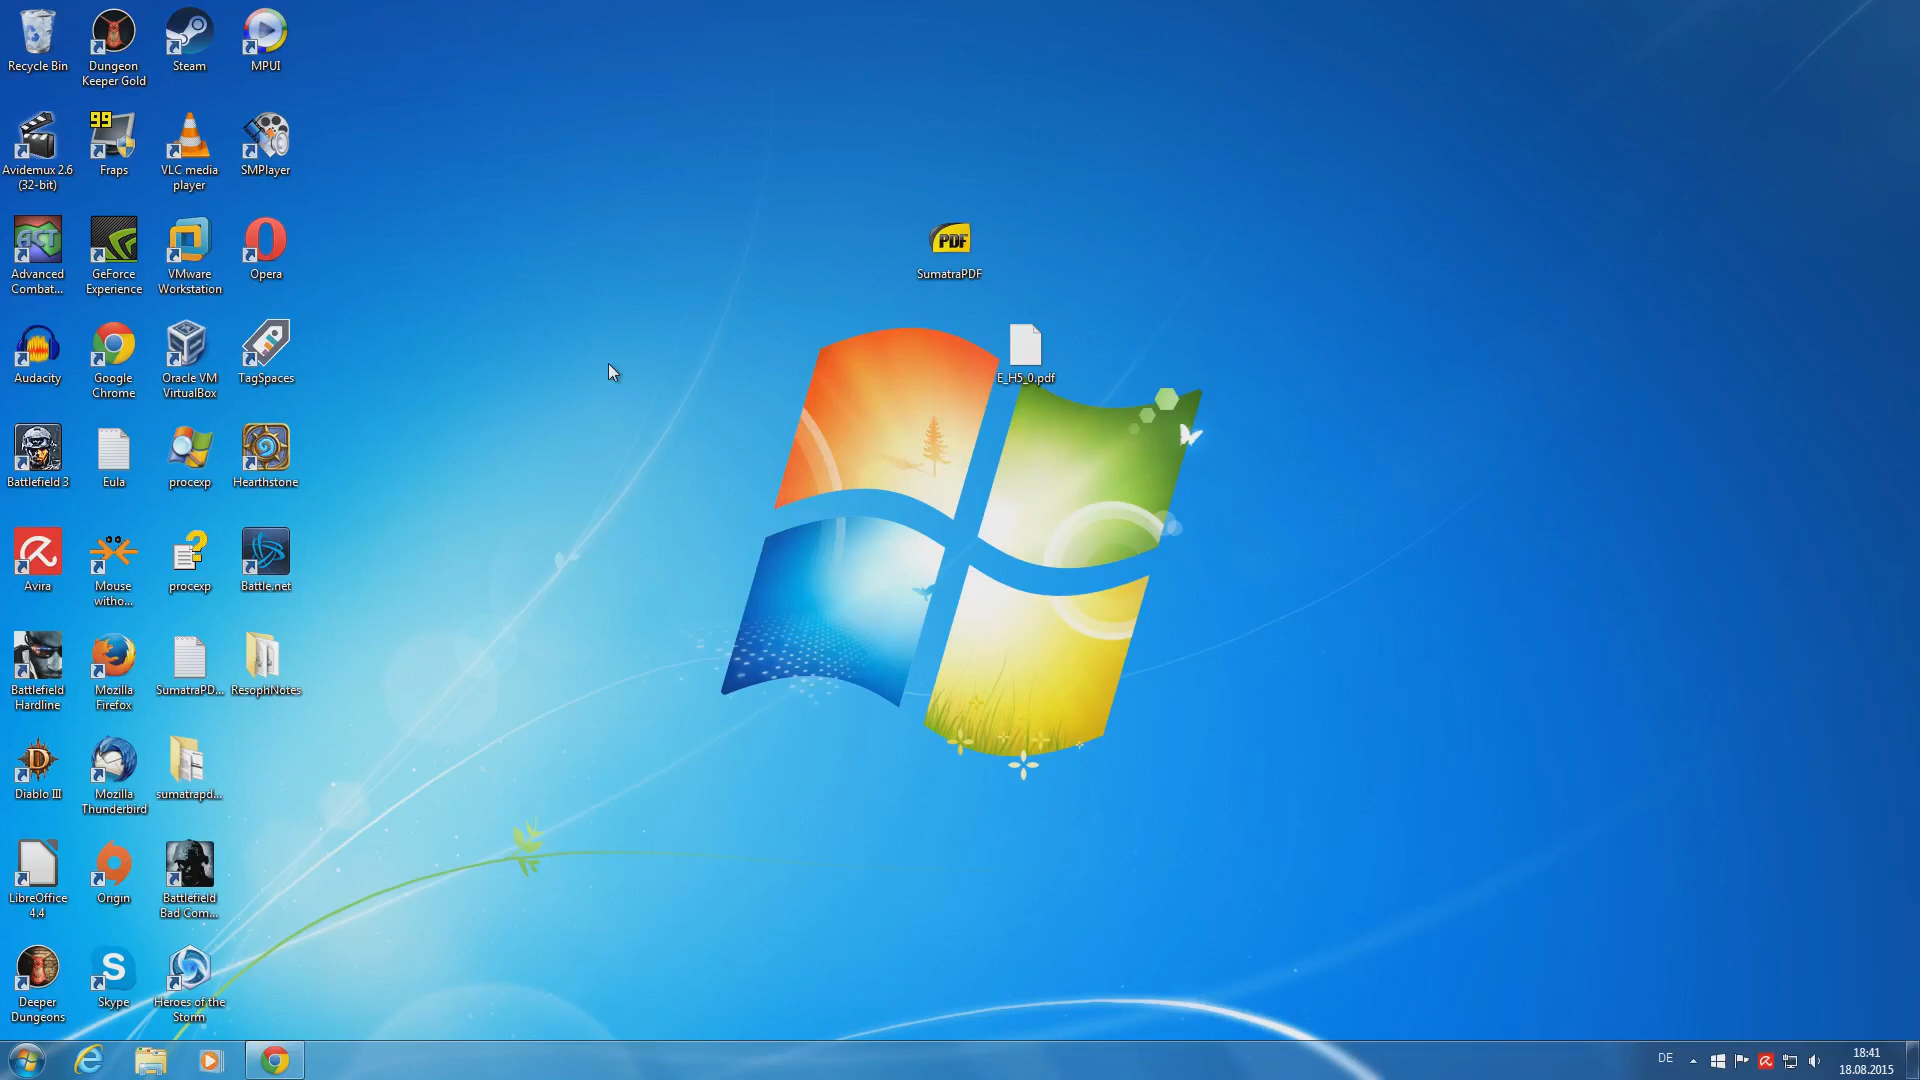 Recycle Bin
Dungeon
Keeper Gold
Steam
MPUI
Avidemux 2.6
(32-bit)
99
Fraps
VLC media
player
SMPlayer
ACT
Advanced
Combat...
GeForce
Experience
VMware
Workstation
Opera
PDF
SumatraPDF
Audacity
Google
Chrome
Oracle VM
VirtualBox
TagSpaces
E_H5_0.pdf
Battlefield 3
Eula
procexp
Hearthstone
Avira
Mouse
witho...
procexp
Battle.net
Battlefield
Hardline
Mozilla
Firefox
SumatraPD...
ResophNotes
Diablo III
Mozilla
Thunderbird
sumatrapd...
LibreOffice
4.4
Origin
Battlefield
Bad Com...
Deeper
Dungeons
Skype
Heroes of the
Storm
DE
18:41
18.08.2015